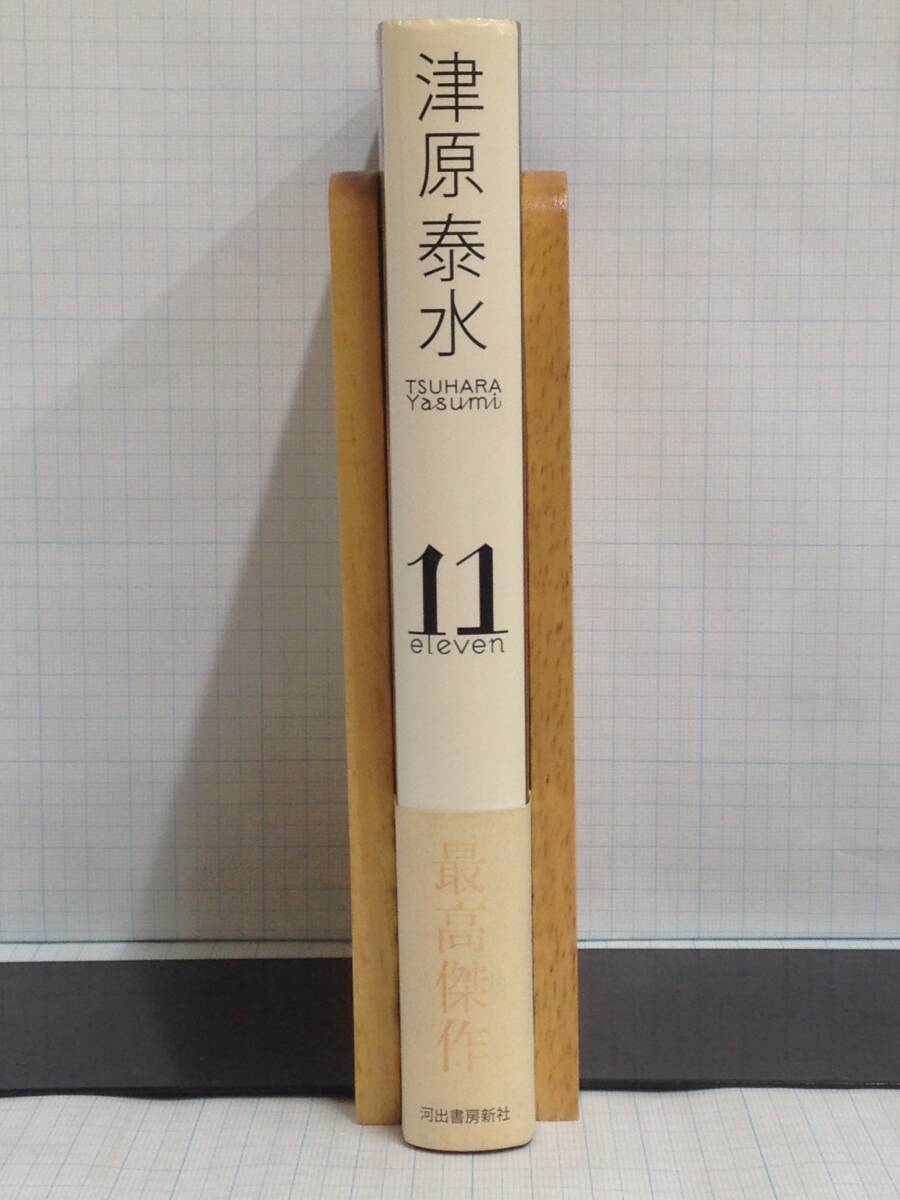 津原泰水
TSUHARA
Yasumi
11
eleven
最高傑作
河出書房新社